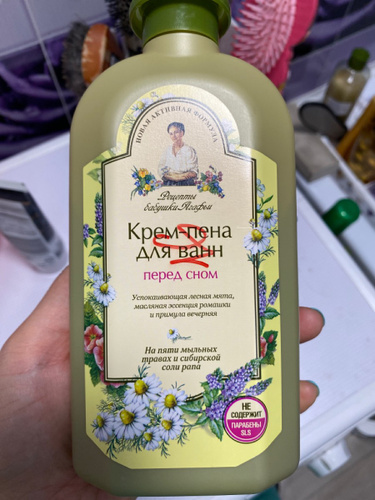 НОВАЯ АКТИВНАЯ ФОРМУЛА
Рецепты
бабушки Агафьи
Крем-пена
для ванн
перед сном
Успокаивающая лесная мята,
масляная эссенция ромашки
и примула вечерняя
На пяти мыльных
травах и сибирской
соли рапа
НЕ
СОДЕРЖИТ
ПАРАБЕНЫ
SLS